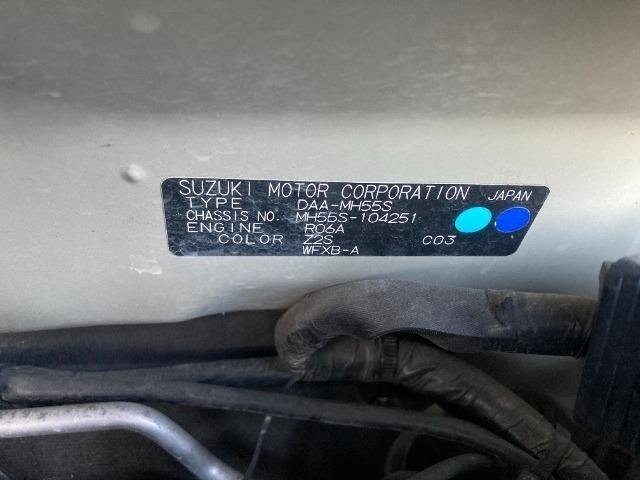 SUZUKI MOTOR CORPORATION JAPAN
TYPE DAA-MH55S
CHASSIS NO. MH55S-104251
ENGINE R06A
COLOR Z2S C03
WFXB-A